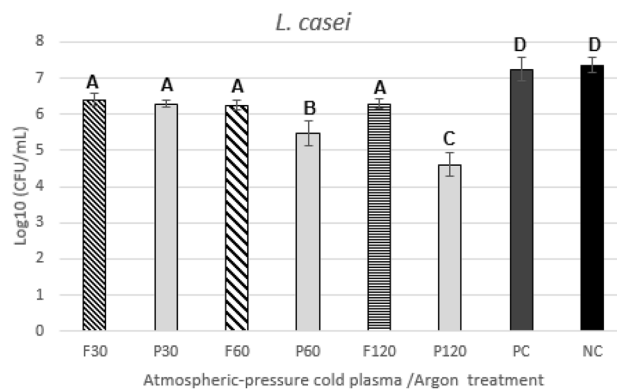 L. casei
8
7
6
5
4
3
2
1
0
Log10 (CFU/mL)
A
A
A
B
A
C
D
D
F30 P30 F60 P60 F120 P120 PC NC
Atmospheric-pressure cold plasma /Argon treatment